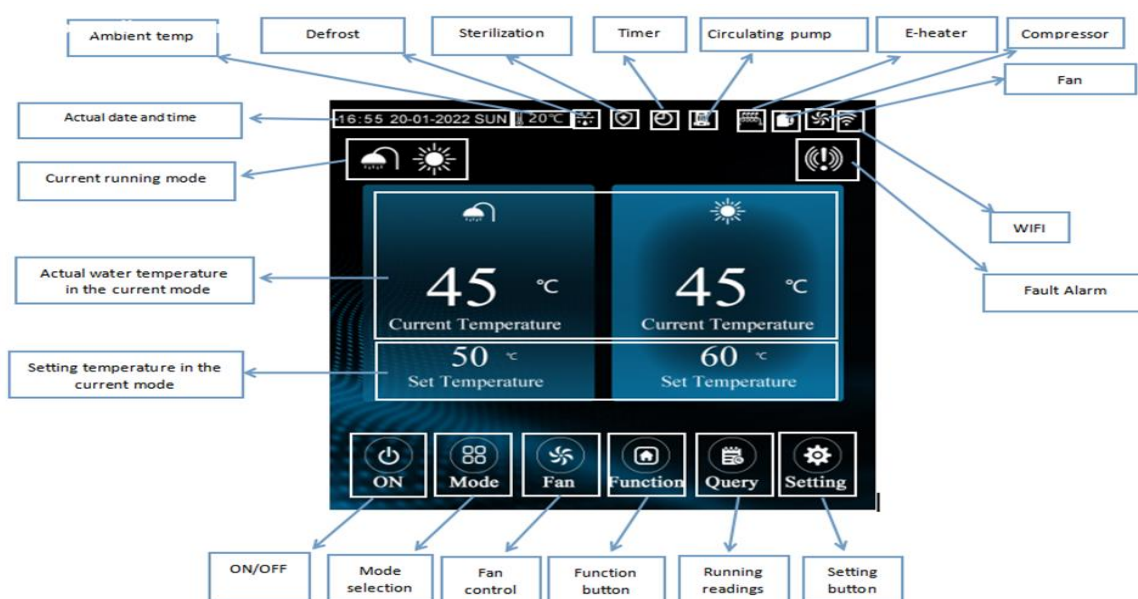 Ambient temp
Defrost
Sterilization
Timer
Circulating pump
E-heater
Compressor
Fan
Actual date and time
16:55 20-01-2022 SUN 20℃
Current running mode
WIFI
Actual water temperature
in the current mode
45 ℃
Current Temperature
45 ℃
Current Temperature
Fault Alarm
Setting temperature in the
current mode
50 ℃
Set Temperature
60 ℃
Set Temperature
ON
Mode
Fan
Function
Query
Setting
ON/OFF
Mode
selection
Fan
control
Function
button
Running
readings
Setting
button